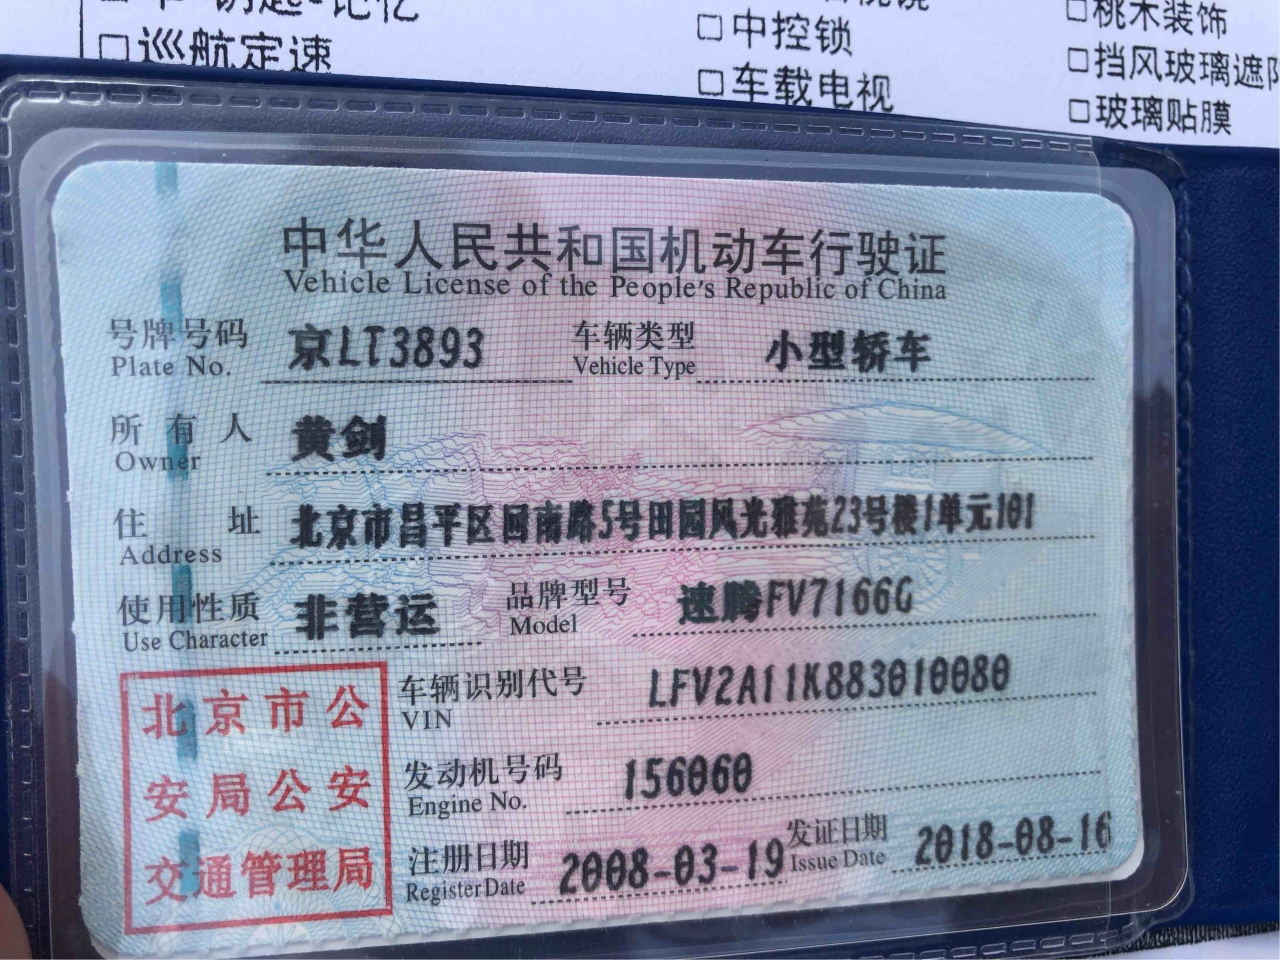 钥匙-记忆
□巡航定速
□中控锁
□车载电视
□桃木装饰
□挡风玻璃遮阳
□玻璃贴膜
中华人民共和国机动车行驶证
Vehicle License of the People's Republic of China
号牌号码 京LT3893 车辆类型 小型轿车
Plate No. Vehicle Type
所有人 黄剑
Owner
住址 北京市昌平区回南路5号田园风光雅苑23号楼1单元101
Address
使用性质 非营运 品牌型号 速腾FV7166G
Use Character Model
北京市公
安局公安
交通管理局
车辆识别代号 LFV2A11K883010080
VIN
发动机号码 156060
Engine No.
注册日期 2008-03-19 发证日期 2018-08-16
Register Date Issue Date